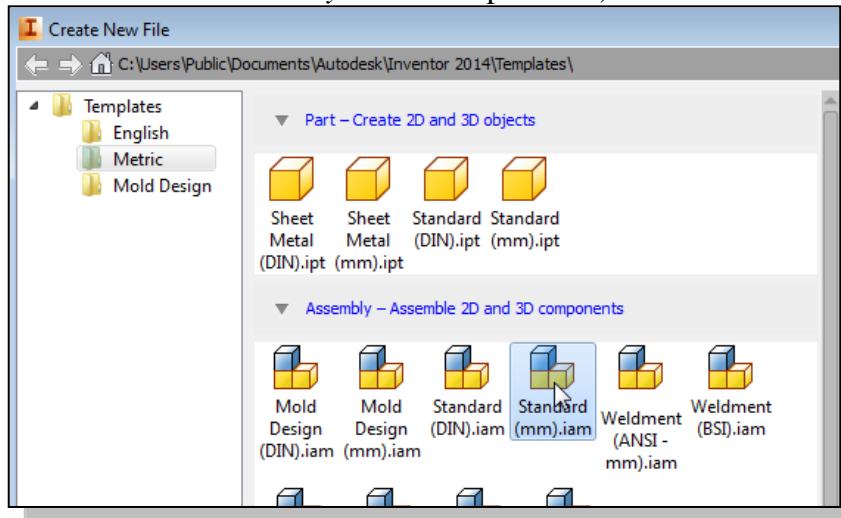 Create New File
C:\Users\Public\Documents\Autodesk\Inventor 2014\Templates\
Templates
English
Metric
Mold Design
Part – Create 2D and 3D objects
Sheet Metal (DIN).ipt
Sheet Metal (mm).ipt
Standard (DIN).ipt
Standard (mm).ipt
Assembly – Assemble 2D and 3D components
Mold Design (DIN).iam
Mold Design (mm).iam
Standard (DIN).iam
Standard (mm).iam
Weldment (ANSI - mm).iam
Weldment (BSI).iam